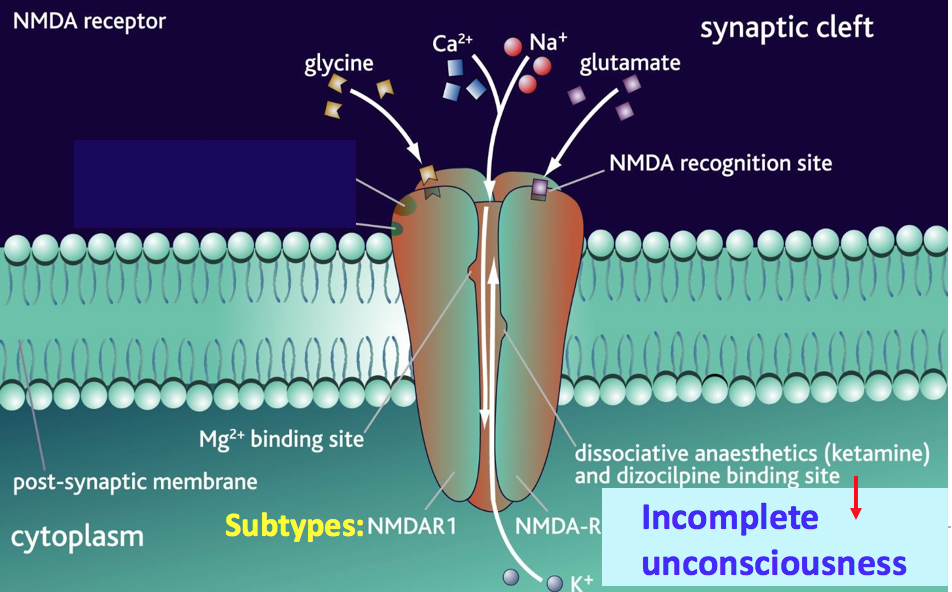 NMDA receptor
synaptic cleft
Ca²⁺
Na⁺
glycine
glutamate
NMDA recognition site
Mg²⁺ binding site
dissociative anaesthetics (ketamine)
and dizocilpine binding site
post-synaptic membrane
Subtypes:
NMDAR1
NMDA-R
Incomplete
unconsciousness
cytoplasm
K⁺